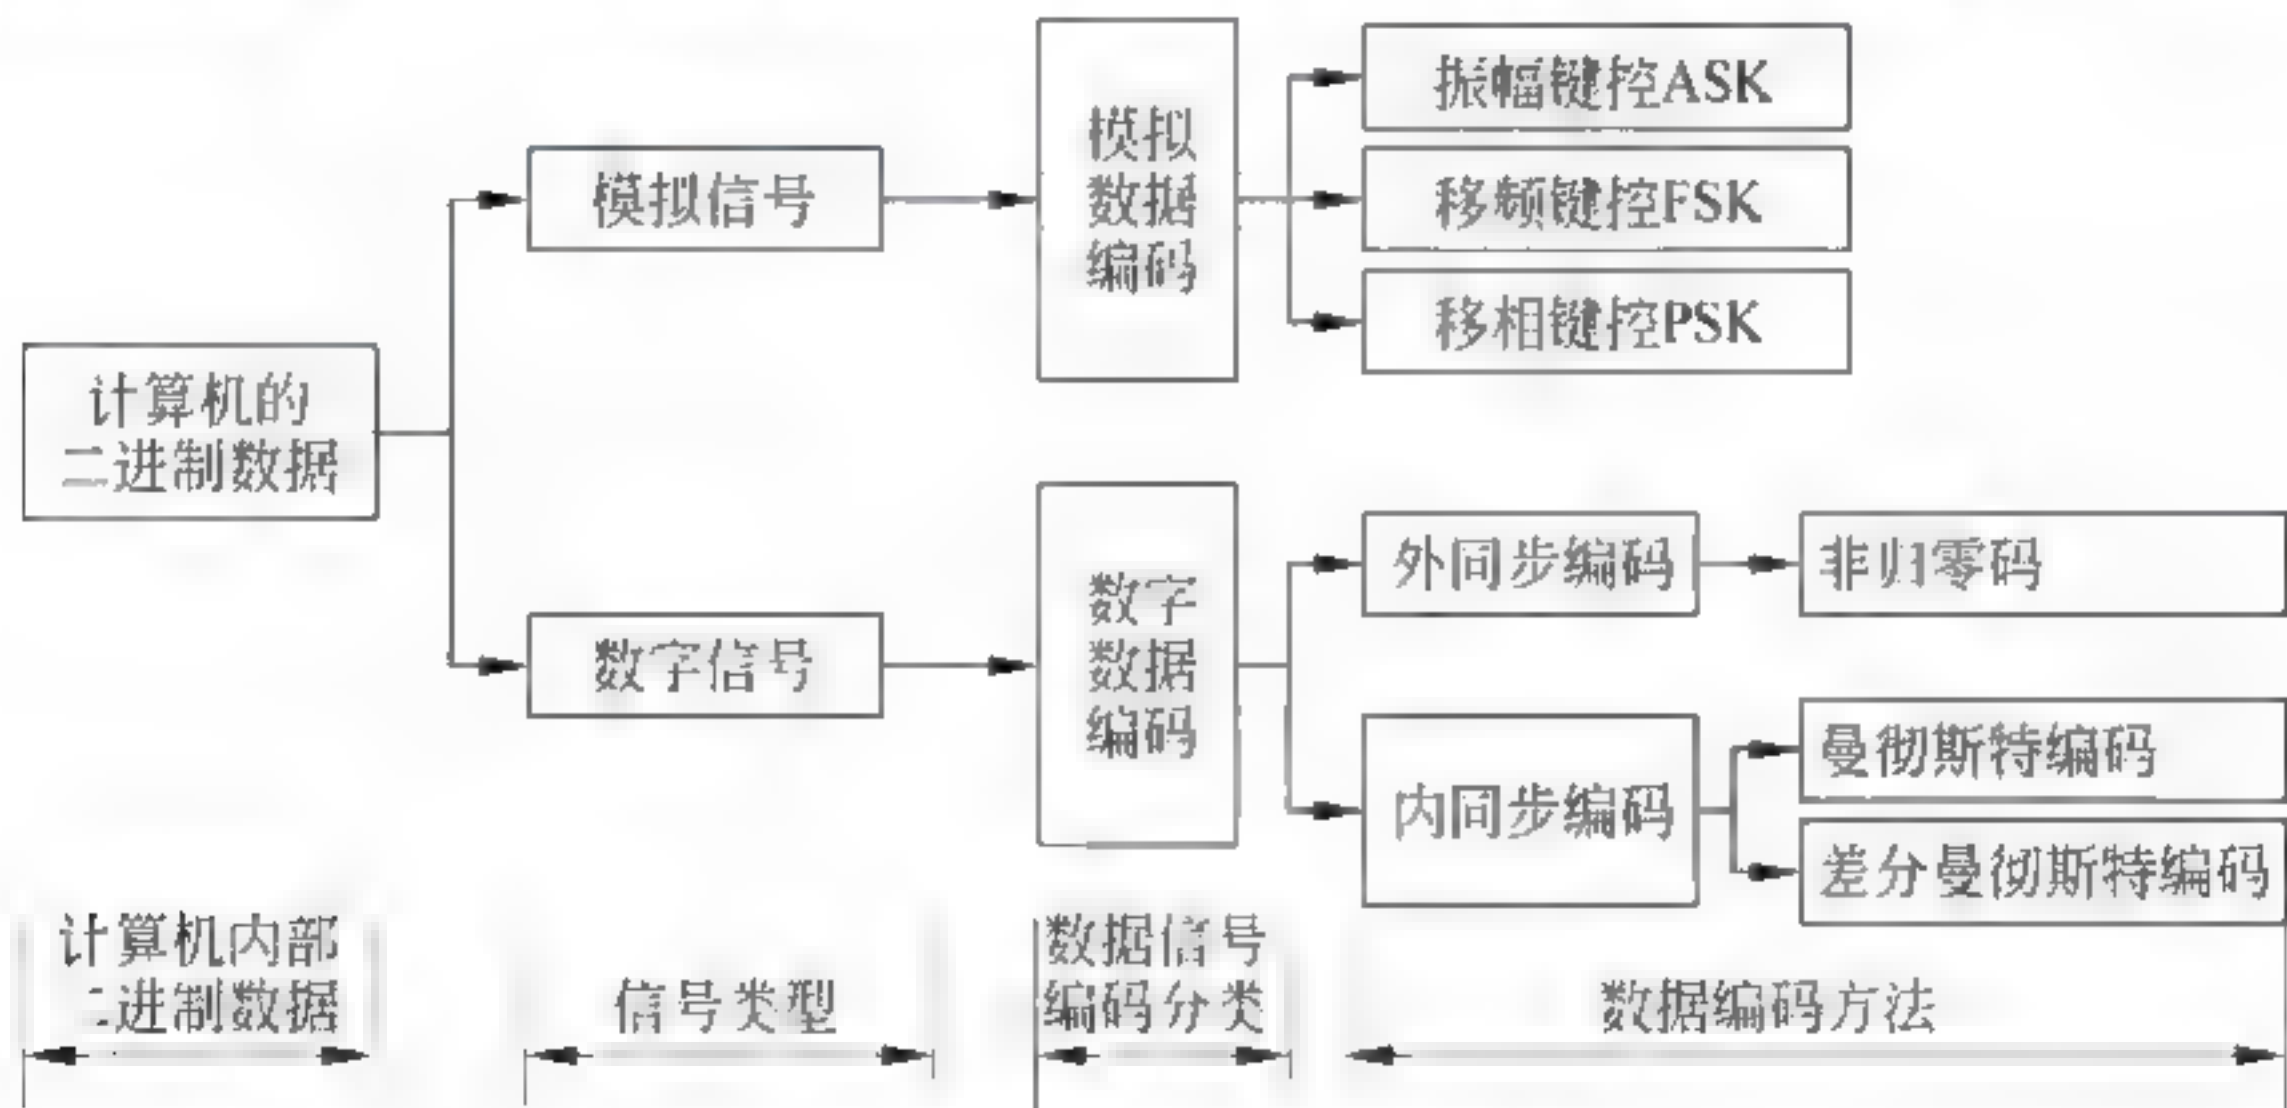 计算机的
二进制数据
模拟信号
数字信号
模拟
数据
编码
数字
数据
编码
振幅键控ASK
移频键控FSK
移相键控PSK
外同步编码
内同步编码
非归零码
曼彻斯特编码
差分曼彻斯特编码
计算机内部
二进制数据
信号类型
数据信号
编码分类
数据编码方法